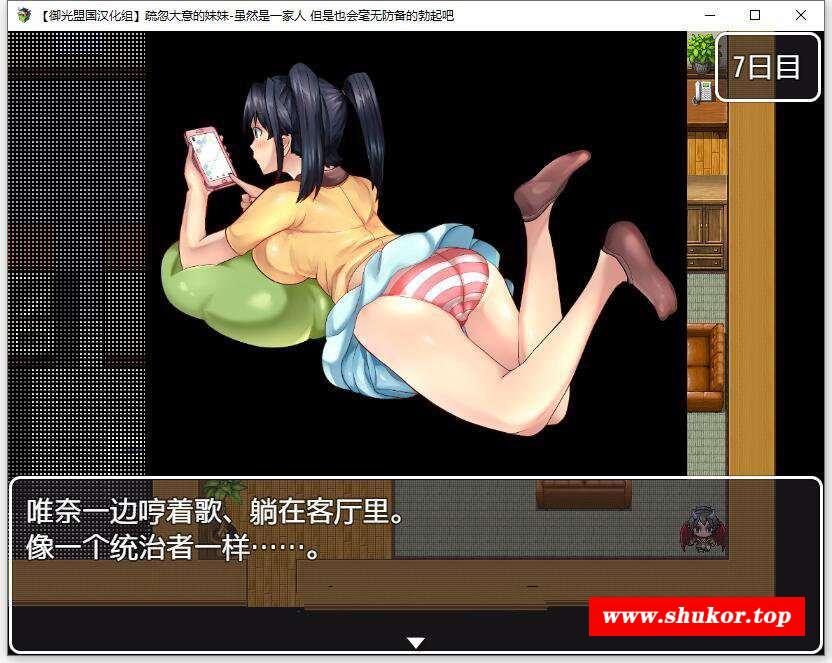 【御光盟国汉化组】疏忽大意的妹妹-虽然是一家人 但是也会毫无防备的勃起吧
7日目
唯奈一边哼着歌、躺在客厅里。
像一个统治者一样……。
www.shukor.top